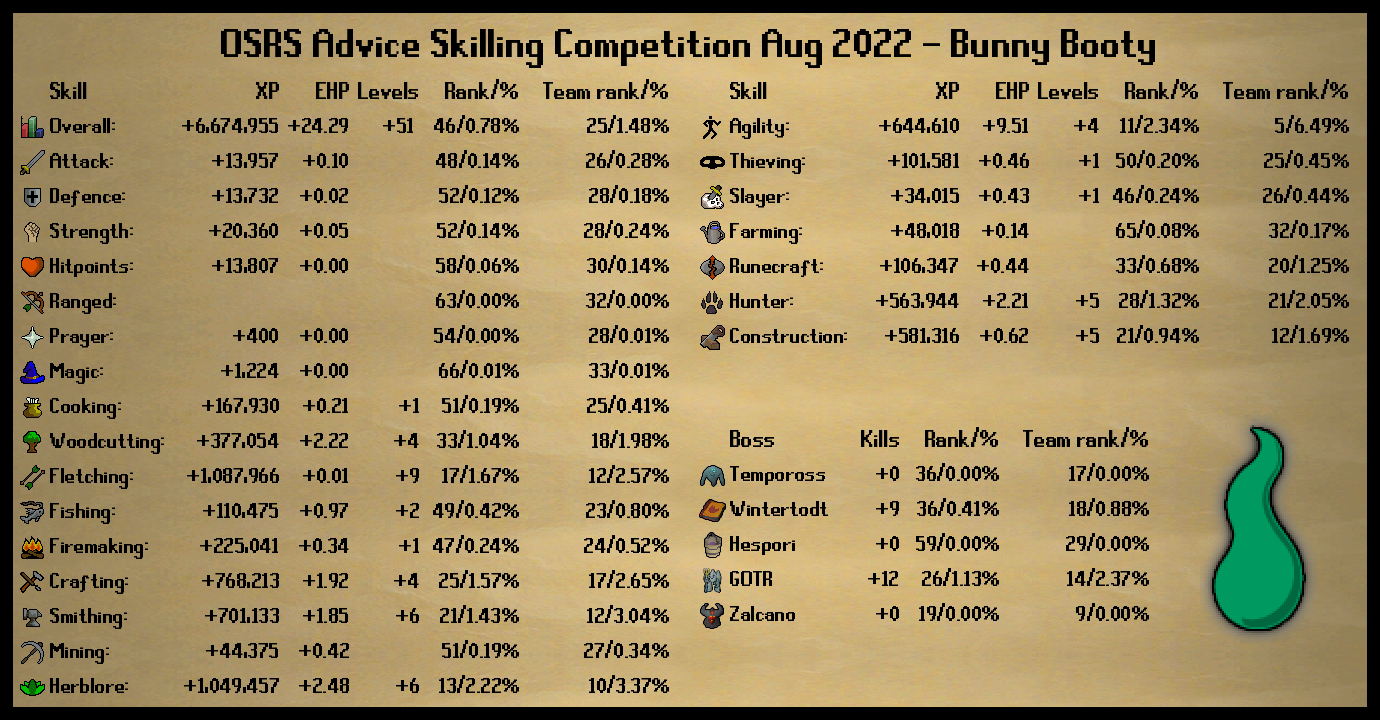 OSRS Advice Skilling Competition Aug 2022 - Bunny Booty
Skill XP EHP Levels Rank/% Team rank/%
Overall: +6,674,955 +24.29 +51 46/0.78% 25/1.48%
Attack: +13,957 +0.10 48/0.14% 26/0.28%
Defence: +13,732 +0.02 52/0.12% 28/0.18%
Strength: +20,360 +0.05 52/0.14% 28/0.24%
Hitpoints: +13,807 +0.00 58/0.06% 30/0.14%
Ranged: 63/0.00% 32/0.00%
Prayer: +400 +0.00 54/0.00% 28/0.01%
Magic: +1,224 +0.00 66/0.01% 33/0.01%
Cooking: +167,930 +0.21 +1 51/0.19% 25/0.41%
Woodcutting: +377,054 +2.22 +4 33/1.04% 18/1.98%
Fletching: +1,087,966 +0.01 +9 17/1.67% 12/2.57%
Fishing: +110,475 +0.97 +2 49/0.42% 23/0.80%
Firemaking: +225,041 +0.34 +1 47/0.24% 24/0.52%
Crafting: +768,213 +1.92 +4 25/1.57% 17/2.65%
Smithing: +701,133 +1.85 +6 21/1.43% 12/3.04%
Mining: +44,375 +0.42 51/0.19% 27/0.34%
Herblore: +1,049,457 +2.48 +6 13/2.22% 10/3.37%
Skill XP EHP Levels Rank/% Team rank/%
Agility: +644,610 +9.51 +4 11/2.34% 5/6.49%
Thieving: +101,581 +0.46 +1 50/0.20% 25/0.45%
Slayer: +34,015 +0.43 +1 46/0.24% 26/0.44%
Farming: +48,018 +0.14 65/0.08% 32/0.17%
Runecraft: +106,347 +0.44 33/0.68% 20/1.25%
Hunter: +563,944 +2.21 +5 28/1.32% 21/2.05%
Construction: +581,316 +0.62 +5 21/0.94% 12/1.69%
Boss Kills Rank/% Team rank/%
Tempoross +0 36/0.00% 17/0.00%
Wintertodt +9 36/0.41% 18/0.88%
Hespori +0 59/0.00% 29/0.00%
GOTR +12 26/1.13% 14/2.37%
Zalcano +0 19/0.00% 9/0.00%